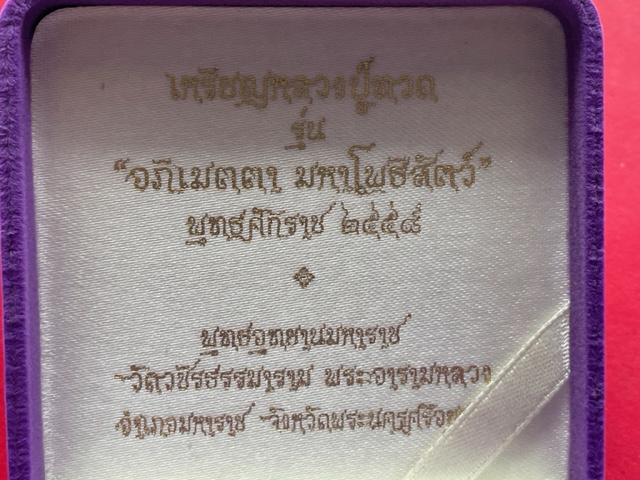 เหรียญหลวงปู่ทวด
รุ่น
“อภิเมตตา มหาโพธิสัตว์”
พุทธศักราช ๒๕๕๙
พุทธอุทยานมหาราช
วัดวชิรธรรมาราม พระอารามหลวง
อำเภอมหาราช จังหวัดพระนครศรีอ